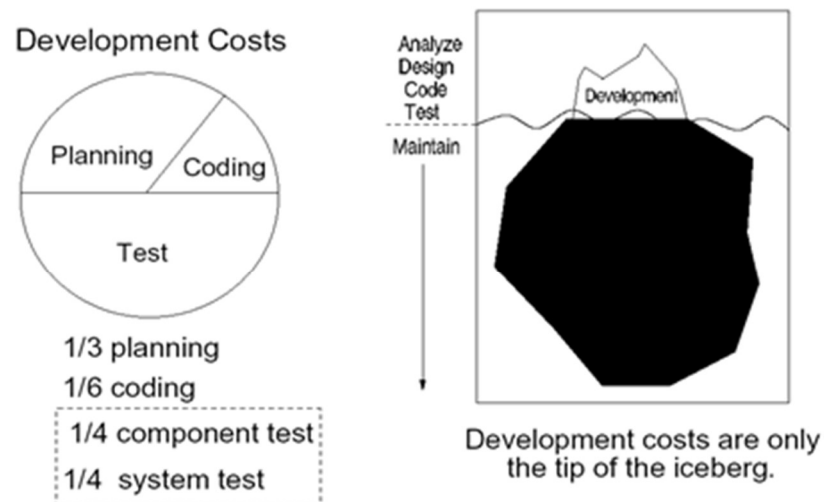 Development Costs
Planning
Coding
Test
1/3 planning
1/6 coding
1/4 component test
1/4 system test
Analyze
Design
Code
Test
Maintain
Development
Development costs are only
the tip of the iceberg.